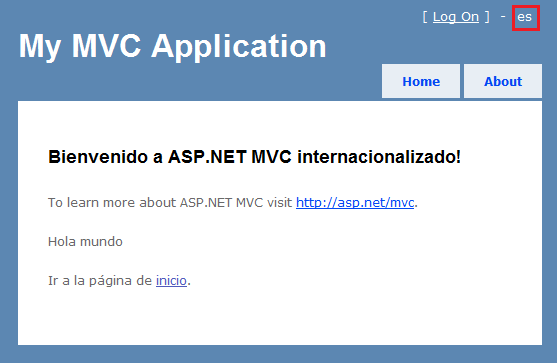 [ Log On ] - es
My MVC Application
Home About
Bienvenido a ASP.NET MVC internacionalizado!
To learn more about ASP.NET MVC visit http://asp.net/mvc.
Hola mundo
Ir a la página de inicio.